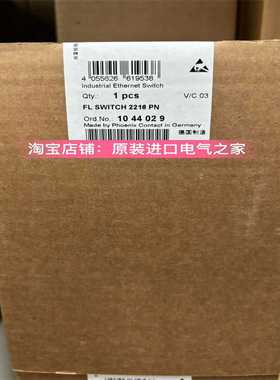 4 055626 619538
Industrial Ethernet Switch
Qty.: 1 pcs V/C 03
FL SWITCH 2216 PN
Ord No.: 10 44 02 9
Made by Phoenix Contact in Germany
德国制造
淘宝店铺：原装进口电气之家